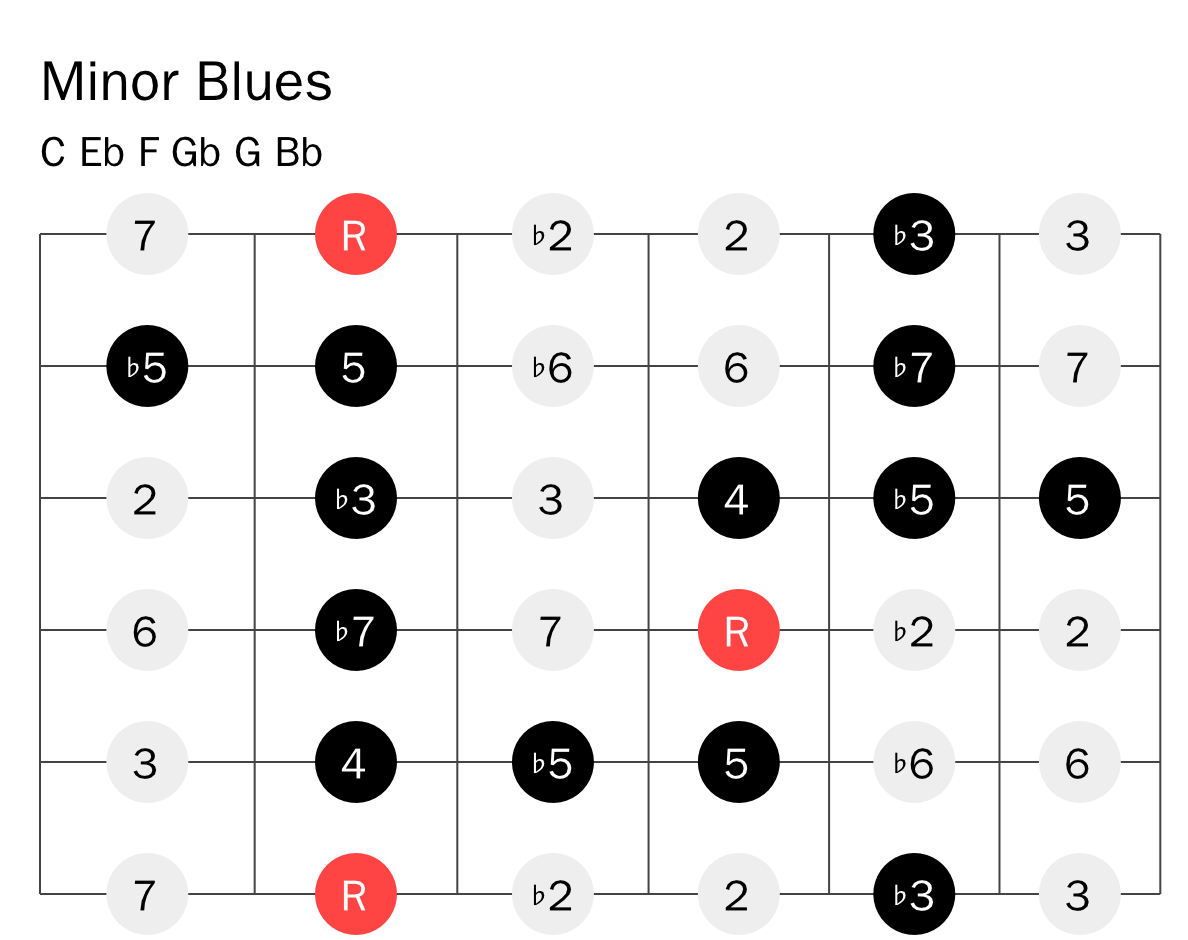 Minor Blues
C Eb F Gb G Bb
7 R ♭2 2 ♭3 3
♭5 5 ♭6 6 ♭7 7
2 ♭3 3 4 ♭5 5
6 ♭7 7 R ♭2 2
3 4 ♭5 5 ♭6 6
7 R ♭2 2 ♭3 3